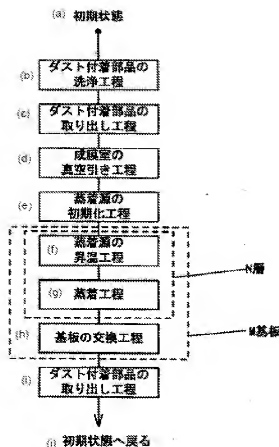 (a) 初期状態
(b) ダスト付着部品の
洗浄工程
(c) ダスト付着部品の
取り出し工程
(d) 成膜室の
真空引き工程
(e) 蒸着源の
初期化工程
(f) 蒸着源の
昇温工程
N層
(g) 蒸着工程
M基板
(h) 基板の交換工程
(i) ダスト付着部品の
取り出し工程
(j) 初期状態へ戻る